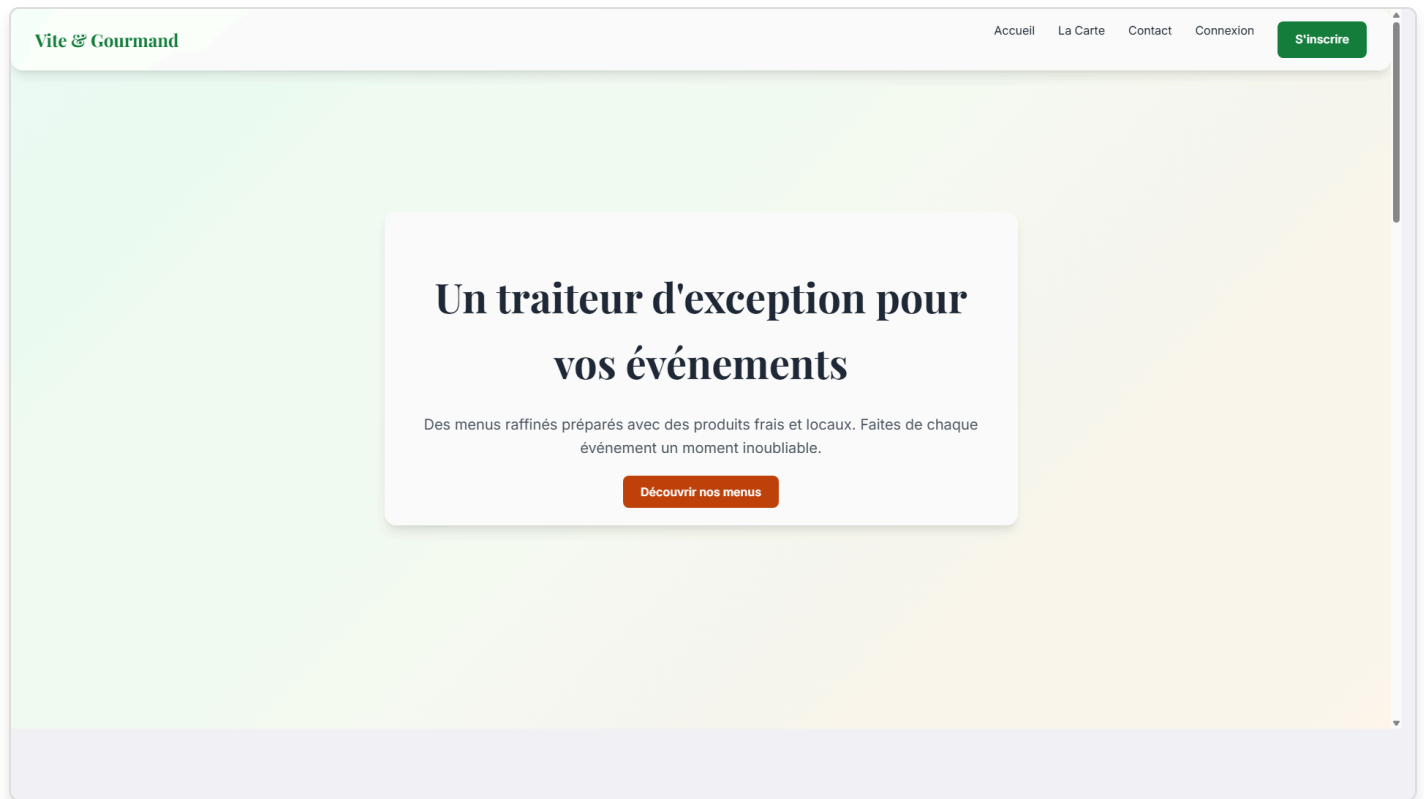 Vite & Gourmand
Accueil
La Carte
Contact
Connexion
S'inscrire
Un traiteur d'exception pour
vos événements
Des menus raffinés préparés avec des produits frais et locaux. Faites de chaque
événement un moment inoubliable.
Découvrir nos menus